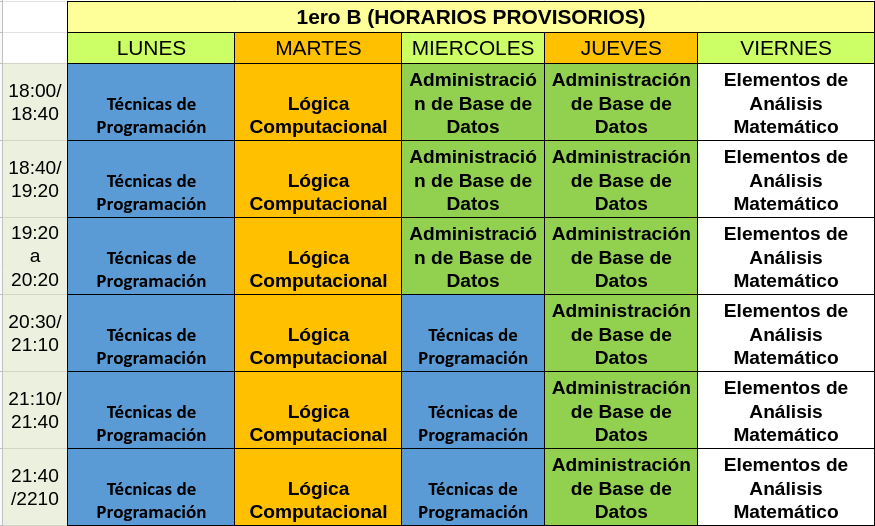 1ero B (HORARIOS PROVISORIOS)
LUNES MARTES MIERCOLES JUEVES VIERNES
18:00/
18:40
Técnicas de
Programación
Lógica
Computacional
Administració
n de Base de
Datos
Administración
de Base de
Datos
Elementos de
Análisis
Matemático
18:40/
19:20
Técnicas de
Programación
Lógica
Computacional
Administració
n de Base de
Datos
Administración
de Base de
Datos
Elementos de
Análisis
Matemático
19:20
a
20:20
Técnicas de
Programación
Lógica
Computacional
Administració
n de Base de
Datos
Administración
de Base de
Datos
Elementos de
Análisis
Matemático
20:30/
21:10
Técnicas de
Programación
Lógica
Computacional
Técnicas de
Programación
Administración
de Base de
Datos
Elementos de
Análisis
Matemático
21:10/
21:40
Técnicas de
Programación
Lógica
Computacional
Técnicas de
Programación
Administración
de Base de
Datos
Elementos de
Análisis
Matemático
21:40
/2210
Técnicas de
Programación
Lógica
Computacional
Técnicas de
Programación
Administración
de Base de
Datos
Elementos de
Análisis
Matemático